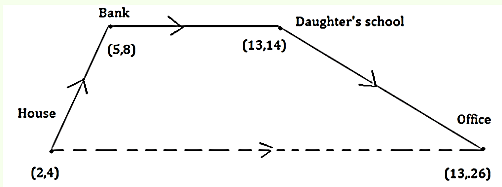 Bank
Daughter's school
(5,8)
(13,14)
House
Office
(2,4)
(13,.26)